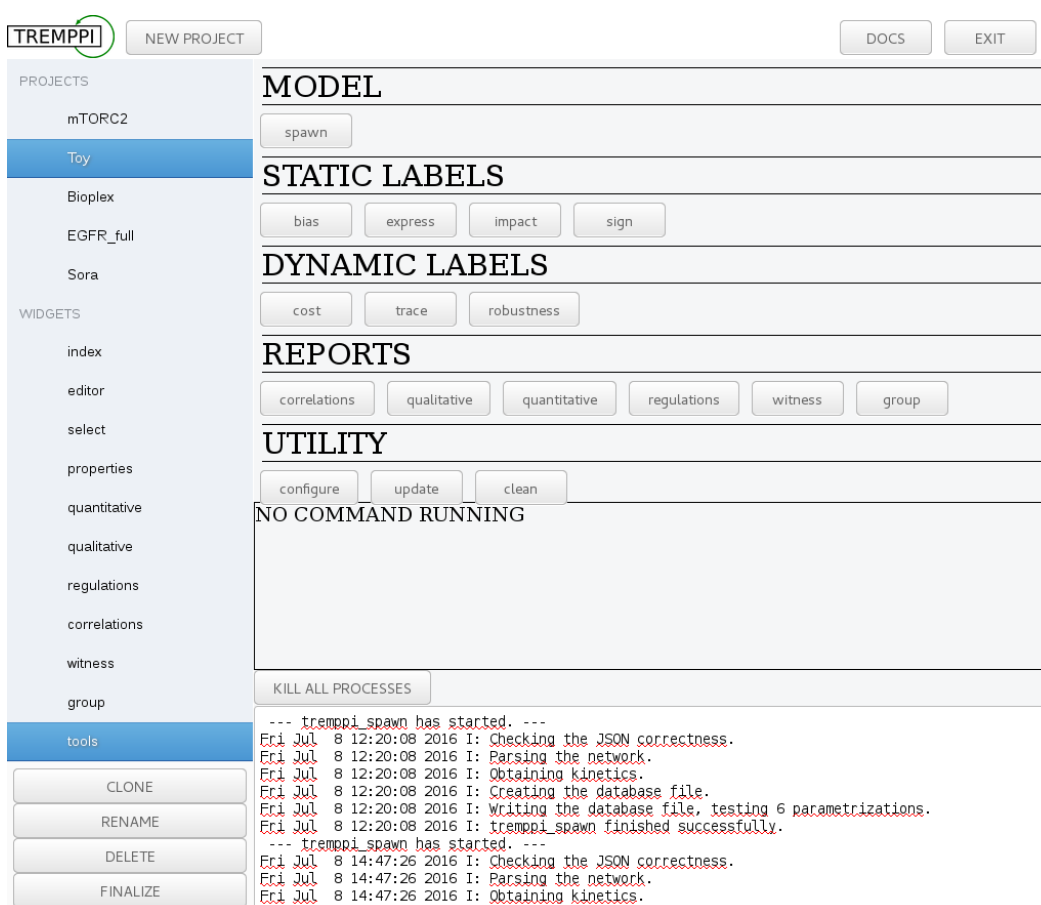 TREMPPI NEW PROJECT DOCS EXIT
PROJECTS
mTORC2
Toy
Bioplex
EGFR_full
Sora
WIDGETS
index
editor
select
properties
quantitative
qualitative
regulations
correlations
witness
group
tools
CLONE
RENAME
DELETE
FINALIZE
MODEL
spawn
STATIC LABELS
bias express impact sign
DYNAMIC LABELS
cost trace robustness
REPORTS
correlations qualitative quantitative regulations witness group
UTILITY
configure update clean
NO COMMAND RUNNING
KILL ALL PROCESSES
--- tremppi_spawn has started. ---
Fri Jul  8 12:20:08 2016 I: Checking the JSON correctness.
Fri Jul  8 12:20:08 2016 I: Parsing the network.
Fri Jul  8 12:20:08 2016 I: Obtaining kinetics.
Fri Jul  8 12:20:08 2016 I: Creating the database file.
Fri Jul  8 12:20:08 2016 I: Writing the database file, testing 6 parametrizations.
Fri Jul  8 12:20:08 2016 I: tremppi_spawn finished successfully.
--- tremppi_spawn has started. ---
Fri Jul  8 14:47:26 2016 I: Checking the JSON correctness.
Fri Jul  8 14:47:26 2016 I: Parsing the network.
Fri Jul  8 14:47:26 2016 I: Obtaining kinetics.